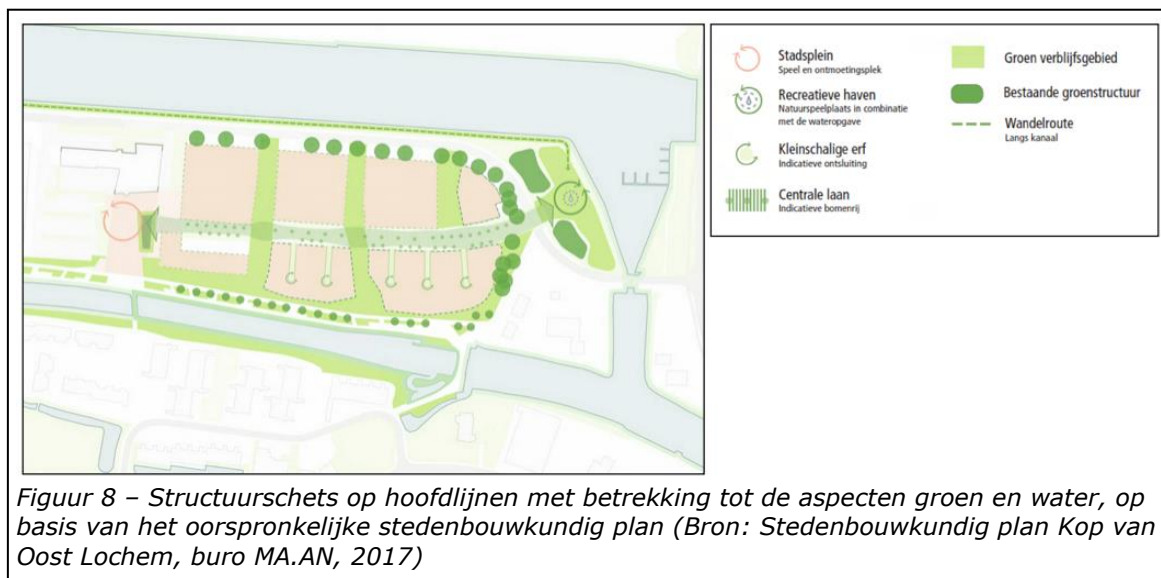 Stadsplein
Speel en ontmoetingsplek
Recreatieve haven
Natuurspeelplaats in combinatie
met de wateropgave
Kleinschalige erf
Indicatieve ontsluiting
Centrale laan
Indicatieve bomenrij
Groen verblijfsgebied
Bestaande groenstructuur
Wandelroute
Langs kanaal
Figuur 8 – Structuurschets op hoofdlijnen met betrekking tot de aspecten groen en water, op
basis van het oorspronkelijke stedenbouwkundig plan (Bron: Stedenbouwkundig plan Kop van
Oost Lochem, buro MA.AN, 2017)